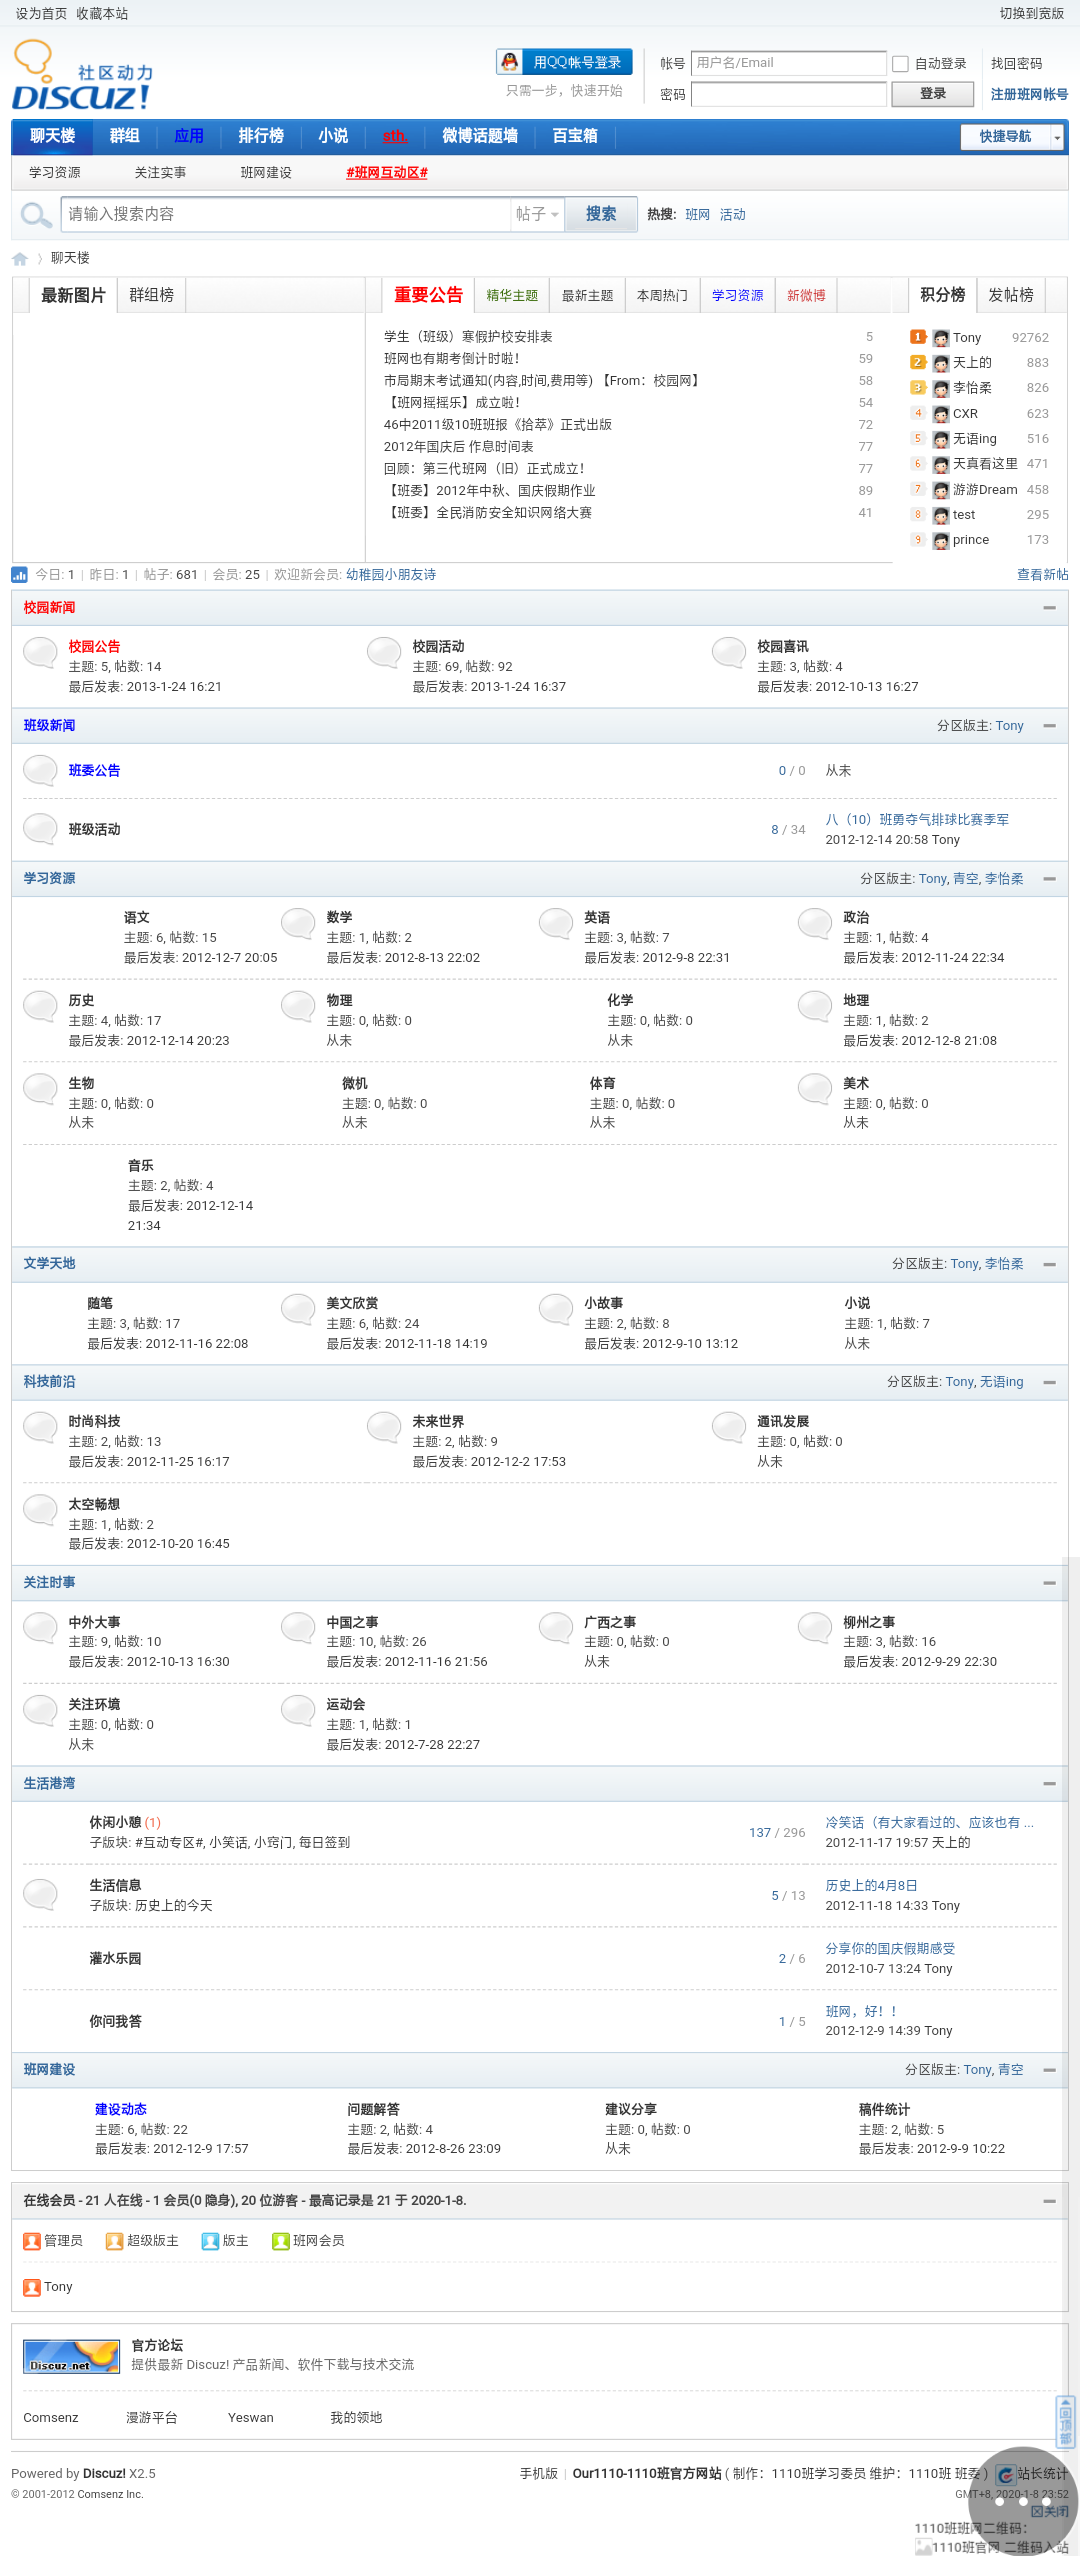 设为首页 收藏本站 切换到宽版
社区动力
DISCUZ!
用QQ帐号登录 帐号 用户名/Email 自动登录 找回密码
只需一步，快速开始 密码 登录 注册班网帐号
聊天楼 群组 应用 排行榜 小说 sth. 微博话题墙 百宝箱 快捷导航
学习资源 关注实事 班网建设 #班网互动区#
请输入搜索内容 帖子 搜索 热搜: 班网 活动
聊天楼
最新图片 群组榜 重要公告 精华主题 最新主题 本周热门 学习资源 新微博 积分榜 发帖榜
学生（班级）寒假护校安排表 5
班网也有期考倒计时啦！ 59
市局期末考试通知(内容,时间,费用等) 【From：校园网】 58
【班网摇摇乐】成立啦！ 54
46中2011级10班班报《拾萃》正式出版 72
2012年国庆后 作息时间表 77
回顾：第三代班网（旧）正式成立！ 77
【班委】2012年中秋、国庆假期作业 89
【班委】全民消防安全知识网络大赛 41
1 Tony 92762
2 天上的 883
3 李怡柔 826
4 CXR 623
5 无语ing 516
6 天真看这里 471
7 游游Dream 458
8 test 295
9 prince 173
今日: 1 | 昨日: 1 | 帖子: 681 | 会员: 25 | 欢迎新会员: 幼稚园小朋友诗 查看新帖
校园新闻
校园公告 校园活动 校园喜讯
主题: 5, 帖数: 14 主题: 69, 帖数: 92 主题: 3, 帖数: 4
最后发表: 2013-1-24 16:21 最后发表: 2013-1-24 16:37 最后发表: 2012-10-13 16:27
班级新闻 分区版主: Tony
班委公告 0 / 0 从未
班级活动 8 / 34 八（10）班勇夺气排球比赛季军
2012-12-14 20:58 Tony
学习资源 分区版主: Tony, 青空, 李怡柔
语文 数学 英语 政治
主题: 6, 帖数: 15 主题: 1, 帖数: 2 主题: 3, 帖数: 7 主题: 1, 帖数: 4
最后发表: 2012-12-7 20:05 最后发表: 2012-8-13 22:02 最后发表: 2012-9-8 22:31 最后发表: 2012-11-24 22:34
历史 物理 化学 地理
主题: 4, 帖数: 17 主题: 0, 帖数: 0 主题: 0, 帖数: 0 主题: 1, 帖数: 2
最后发表: 2012-12-14 20:23 从未 从未 最后发表: 2012-12-8 21:08
生物 微机 体育 美术
主题: 0, 帖数: 0 主题: 0, 帖数: 0 主题: 0, 帖数: 0 主题: 0, 帖数: 0
从未 从未 从未 从未
音乐
主题: 2, 帖数: 4
最后发表: 2012-12-14
21:34
文学天地 分区版主: Tony, 李怡柔
随笔 美文欣赏 小故事 小说
主题: 3, 帖数: 17 主题: 6, 帖数: 24 主题: 2, 帖数: 8 主题: 1, 帖数: 7
最后发表: 2012-11-16 22:08 最后发表: 2012-11-18 14:19 最后发表: 2012-9-10 13:12 从未
科技前沿 分区版主: Tony, 无语ing
时尚科技 未来世界 通讯发展
主题: 2, 帖数: 13 主题: 2, 帖数: 9 主题: 0, 帖数: 0
最后发表: 2012-11-25 16:17 最后发表: 2012-12-2 17:53 从未
太空畅想
主题: 1, 帖数: 2
最后发表: 2012-10-20 16:45
关注时事
中外大事 中国之事 广西之事 柳州之事
主题: 9, 帖数: 10 主题: 10, 帖数: 26 主题: 0, 帖数: 0 主题: 3, 帖数: 16
最后发表: 2012-10-13 16:30 最后发表: 2012-11-16 21:56 从未 最后发表: 2012-9-29 22:30
关注环境 运动会
主题: 0, 帖数: 0 主题: 1, 帖数: 1
从未 最后发表: 2012-7-28 22:27
生活港湾
休闲小憩 (1) 137 / 296 冷笑话（有大家看过的、应该也有 ...
子版块: #互动专区#, 小笑话, 小窍门, 每日签到 2012-11-17 19:57 天上的
生活信息 5 / 13 历史上的4月8日
子版块: 历史上的今天 2012-11-18 14:33 Tony
灌水乐园 2 / 6 分享你的国庆假期感受
2012-10-7 13:24 Tony
你问我答 1 / 5 班网，好！！
2012-12-9 14:39 Tony
班网建设 分区版主: Tony, 青空
建设动态 问题解答 建议分享 稿件统计
主题: 6, 帖数: 22 主题: 2, 帖数: 4 主题: 0, 帖数: 0 主题: 2, 帖数: 5
最后发表: 2012-12-9 17:57 最后发表: 2012-8-26 23:09 从未 最后发表: 2012-9-9 10:22
在线会员 - 21 人在线 - 1 会员(0 隐身), 20 位游客 - 最高记录是 21 于 2020-1-8.
管理员 超级版主 版主 班网会员
Tony
Discuz!.net 官方论坛
提供最新 Discuz! 产品新闻、软件下载与技术交流
Comsenz 漫游平台 Yeswan 我的领地
回顶部
Powered by Discuz! X2.5 手机版 | Our1110-1110班官方网站 ( 制作：1110班学习委员 维护：1110班 班委 ) 站长统计
© 2001-2012 Comsenz Inc. GMT+8, 2020-1-8 23:52
关闭
1110班班网二维码：
1110班官网 二维码入站